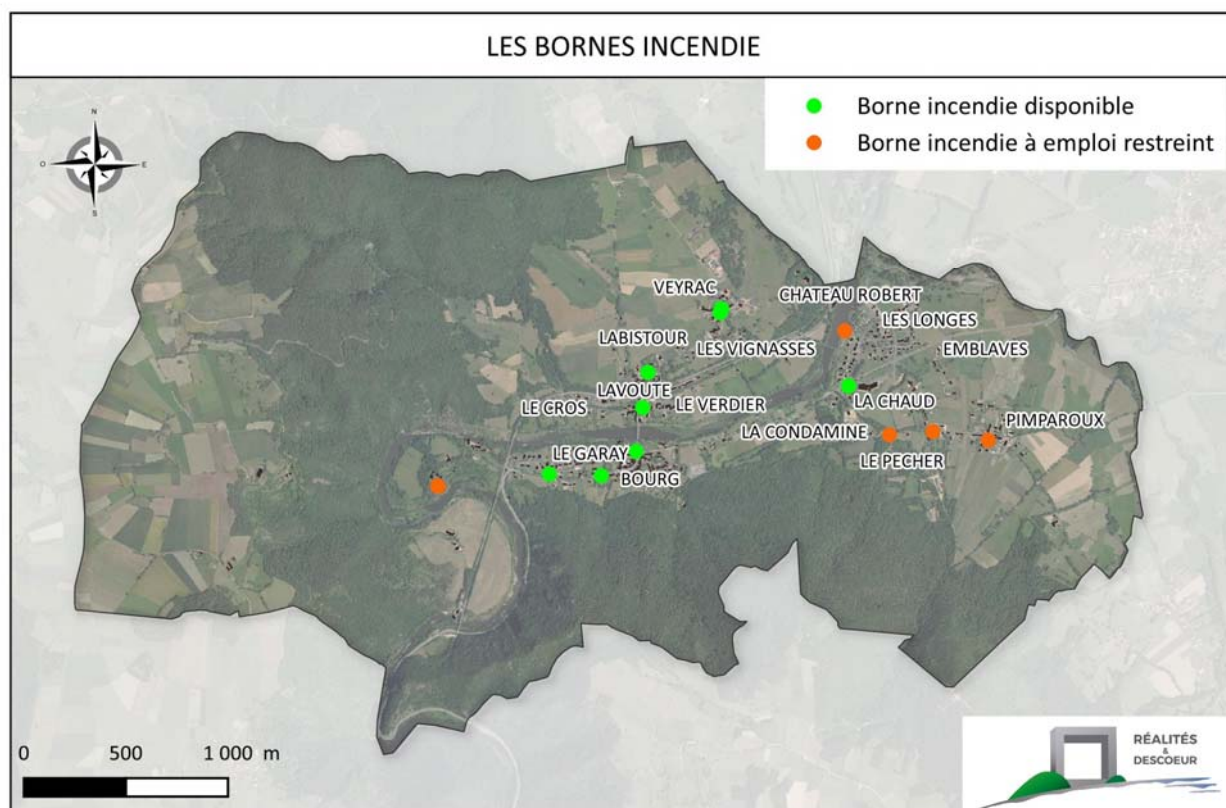 LES BORNES INCENDIE
Borne incendie disponible
Borne incendie à emploi restreint
N
O
E
S
VEYRAC
CHATEAU ROBERT
LES LONGES
LABISTOUR
LES VIGNASSES
EMBLAVES
LAVOUTE
LE CROS
LE VERDIER
LA CHAUD
PIMPAROUX
LA CONDAMINE
LE GARAY
LE PECHER
BOURG
0 500 1 000 m
RÉALITÉS
&
DESCOEUR